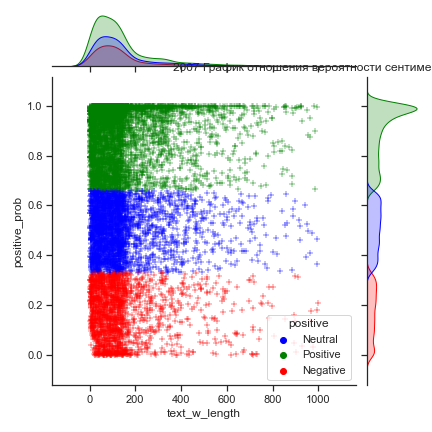 2007 График отношения вероятности сентиме
1.0
0.8
0.6
0.4
0.2
0.0
positive_prob
positive
Neutral
Positive
Negative
0 200 400 600 800 1000
text_w_length